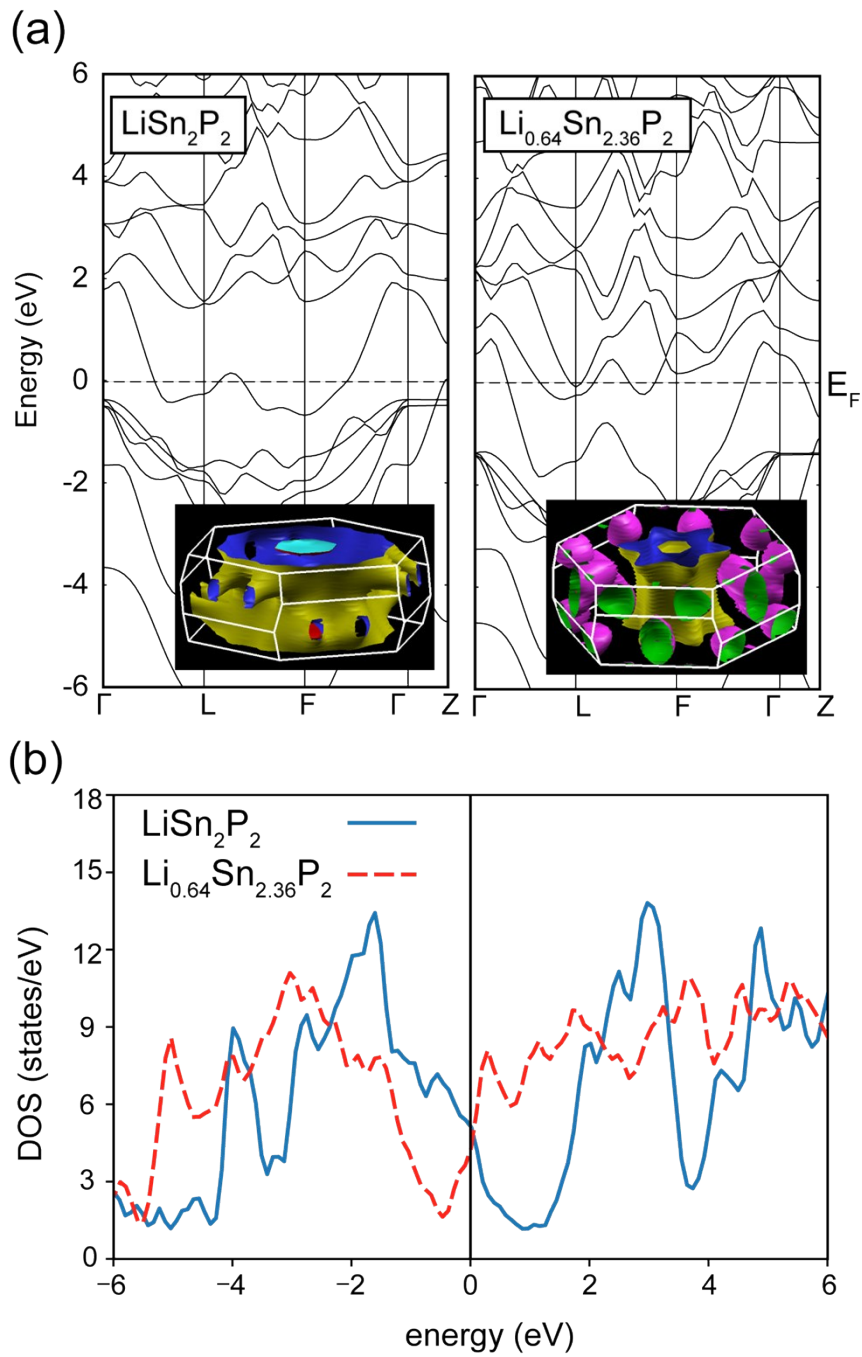 (a)
6
4
2
0
-2
-4
-6
Energy (eV)
LiSn₂P₂
Li₀.₆₄Sn₂.₃₆P₂
E_F
Γ L F Γ Z
Γ L F Γ Z
(b)
18
15
12
9
6
3
0
DOS (states/eV)
LiSn₂P₂
Li₀.₆₄Sn₂.₃₆P₂
−6 −4 −2 0 2 4 6
energy (eV)